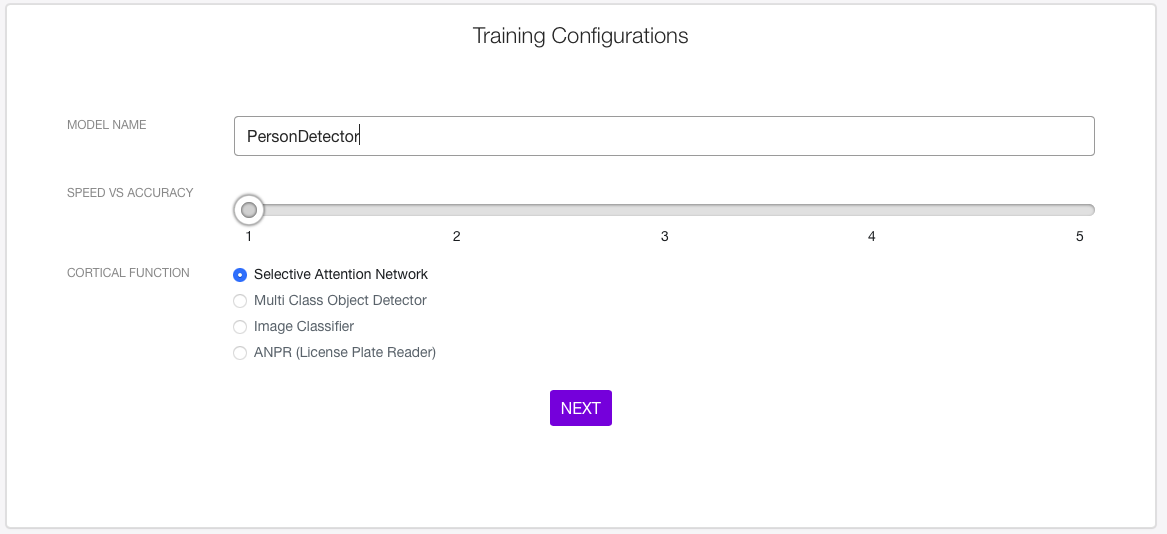 Training Configurations
MODEL NAME
PersonDetector
SPEED VS ACCURACY
1 2 3 4 5
CORTICAL FUNCTION
Selective Attention Network
Multi Class Object Detector
Image Classifier
ANPR (License Plate Reader)
NEXT